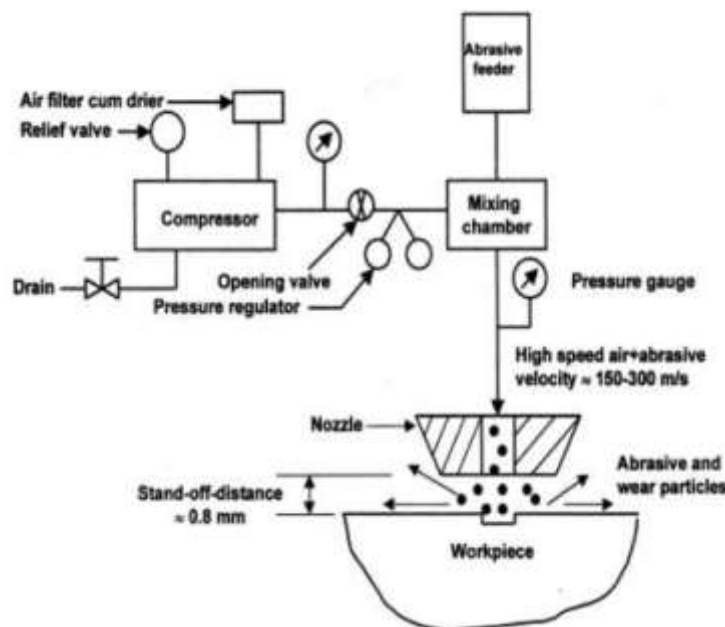 Abrasive
feeder
Air filter cum drier
Relief valve
Compressor
Mixing
chamber
Opening valve
Drain
Pressure regulator
Pressure gauge
High speed air+abrasive
velocity ≈ 150-300 m/s
Nozzle
Abrasive and
wear particles
Stand-off-distance
≈ 0.8 mm
Workpiece